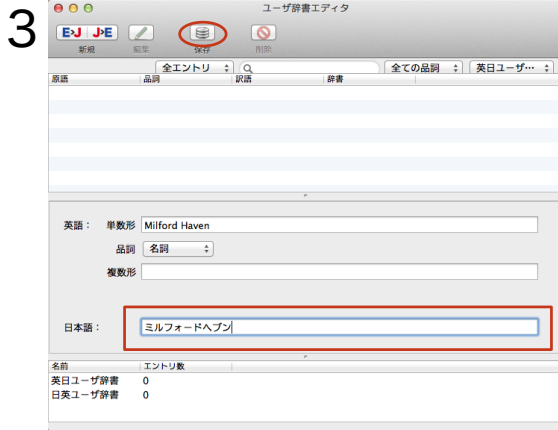 3
ユーザ辞書エディタ
E›J J›E
新規 編集 保存 削除
全エントリ 全ての品詞 英日ユーザ…
原語 品詞 訳語 辞書
英語： 単数形 Milford Haven
品詞 名詞
複数形
日本語： ミルフォードヘブン
名前 エントリ数
英日ユーザ辞書 0
日英ユーザ辞書 0